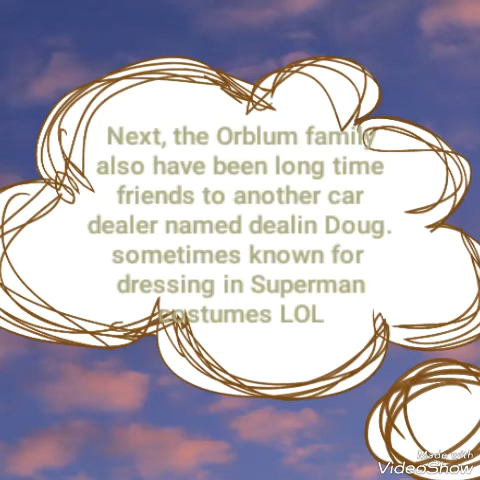 Next, the Orblum family
also have been long time
friends to another car
dealer named dealin Doug.
sometimes known for
dressing in Superman
costumes LOL
Made with
VideoShow